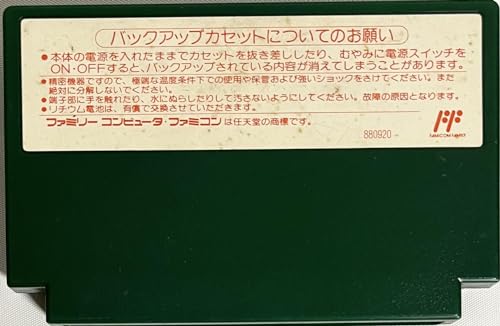 バックアップカセットについてのお願い
●本体の電源を入れたままでカセットを抜き差ししたり、むやみに電源スイッチを
ON・OFFすると、バックアップされている内容が消えてしまうことがあります。
●精密機器ですので、極端な温度条件下での使用や保管および強いショックをさけてください。また
絶対に分解しないでください。
●端子部に手を触れたり、水にぬらしたりして汚さないようにしてください。故障の原因となります。
●リチウム電池は、有償で交換させていただきます。
ファミリーコンピュータ・ファミコンは任天堂の商標です。
880920
FAMICOM FAMILY